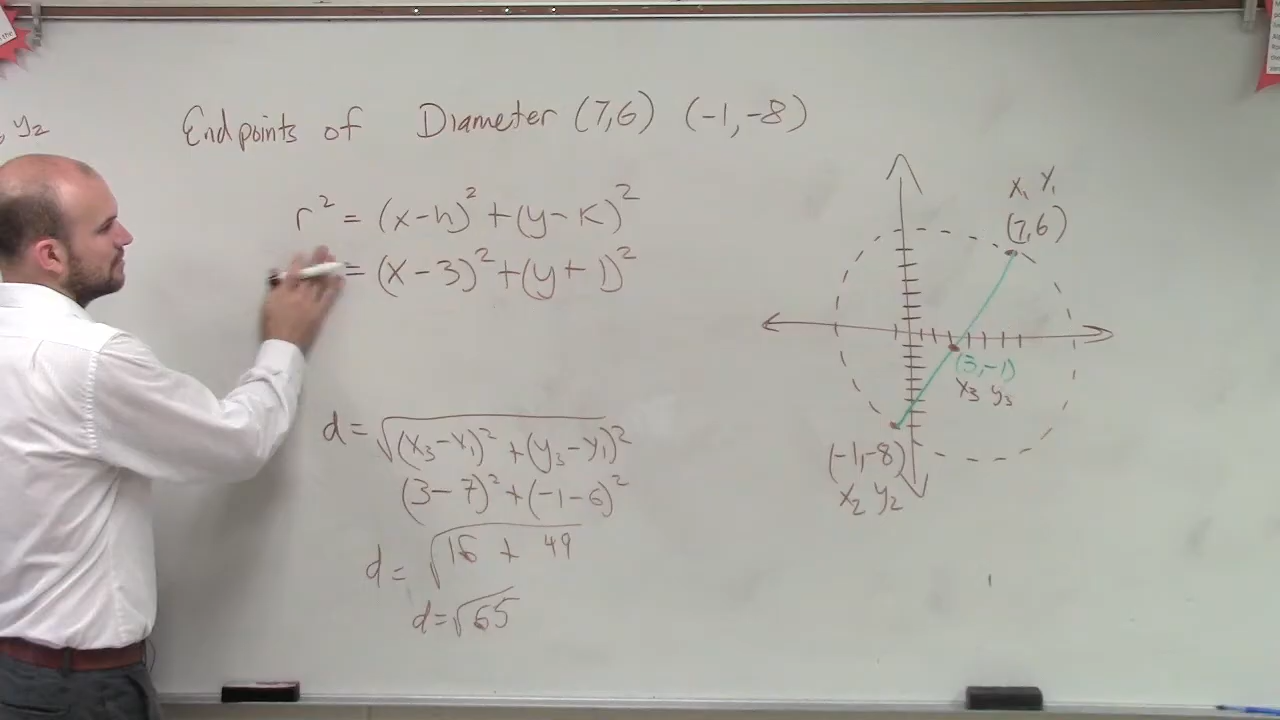 y₂
Endpoints of Diameter (7,6) (-1,-8)
r² = (x-h)² + (y-k)²
= (x-3)² + (y+1)²
d = √(x₃-x₁)² + (y₃-y₁)²
(3-7)² + (-1-6)²
d = √16 + 49
d = √65
x₁ y₁
(7,6)
(3,-1)
x₃ y₃
(-1,-8)
x₂ y₂